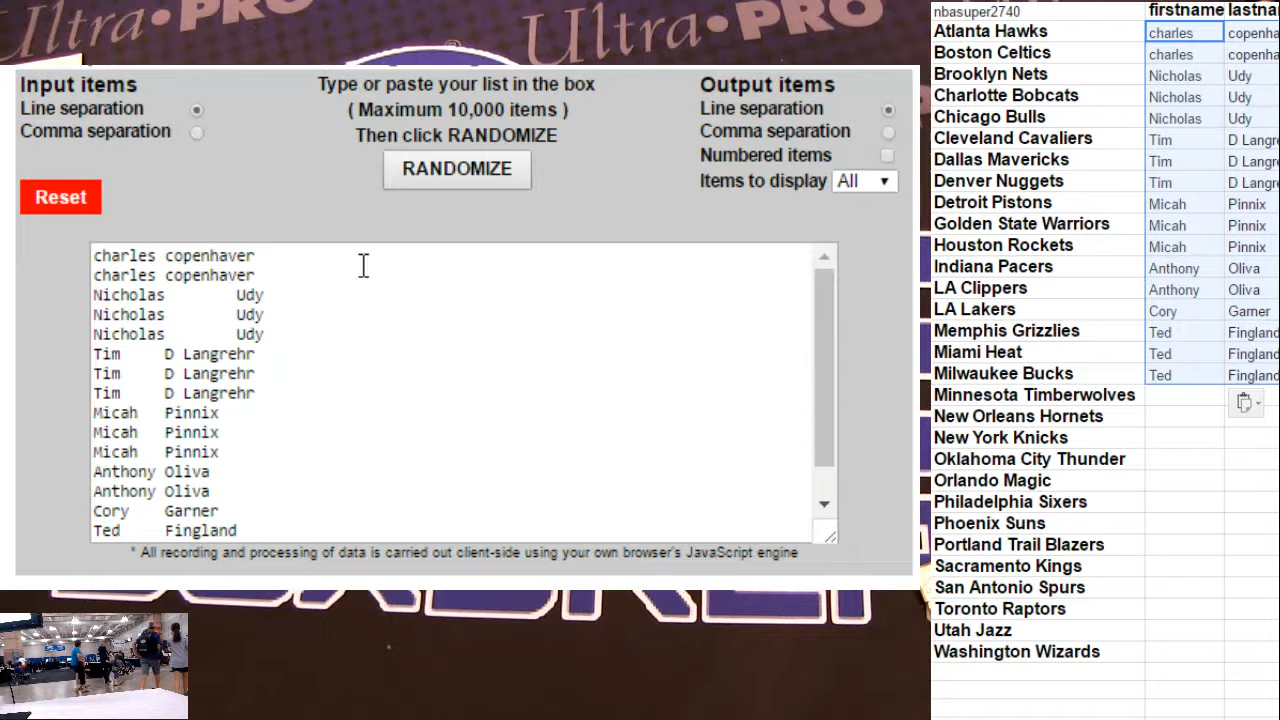 Ultra•PRO
Ultra•PRO
Input items
Line separation
Comma separation
Reset
Type or paste your list in the box
( Maximum 10,000 items )
Then click RANDOMIZE
RANDOMIZE
Output items
Line separation
Comma separation
Numbered items
Items to display All
charles copenhaver
charles copenhaver
Nicholas Udy
Nicholas Udy
Nicholas Udy
Tim D Langrehr
Tim D Langrehr
Tim D Langrehr
Micah Pinnix
Micah Pinnix
Micah Pinnix
Anthony Oliva
Anthony Oliva
Cory Garner
Ted Fingland
* All recording and processing of data is carried out client-side using your own browser's JavaScript engine
nbasuper2740 firstname lastna
Atlanta Hawks charles copenha
Boston Celtics charles copenha
Brooklyn Nets Nicholas Udy
Charlotte Bobcats Nicholas Udy
Chicago Bulls Nicholas Udy
Cleveland Cavaliers Tim D Langre
Dallas Mavericks Tim D Langre
Denver Nuggets Tim D Langre
Detroit Pistons Micah Pinnix
Golden State Warriors Micah Pinnix
Houston Rockets Micah Pinnix
Indiana Pacers Anthony Oliva
LA Clippers Anthony Oliva
LA Lakers Cory Garner
Memphis Grizzlies Ted Fingland
Miami Heat Ted Fingland
Milwaukee Bucks Ted Fingland
Minnesota Timberwolves
New Orleans Hornets
New York Knicks
Oklahoma City Thunder
Orlando Magic
Philadelphia Sixers
Phoenix Suns
Portland Trail Blazers
Sacramento Kings
San Antonio Spurs
Toronto Raptors
Utah Jazz
Washington Wizards